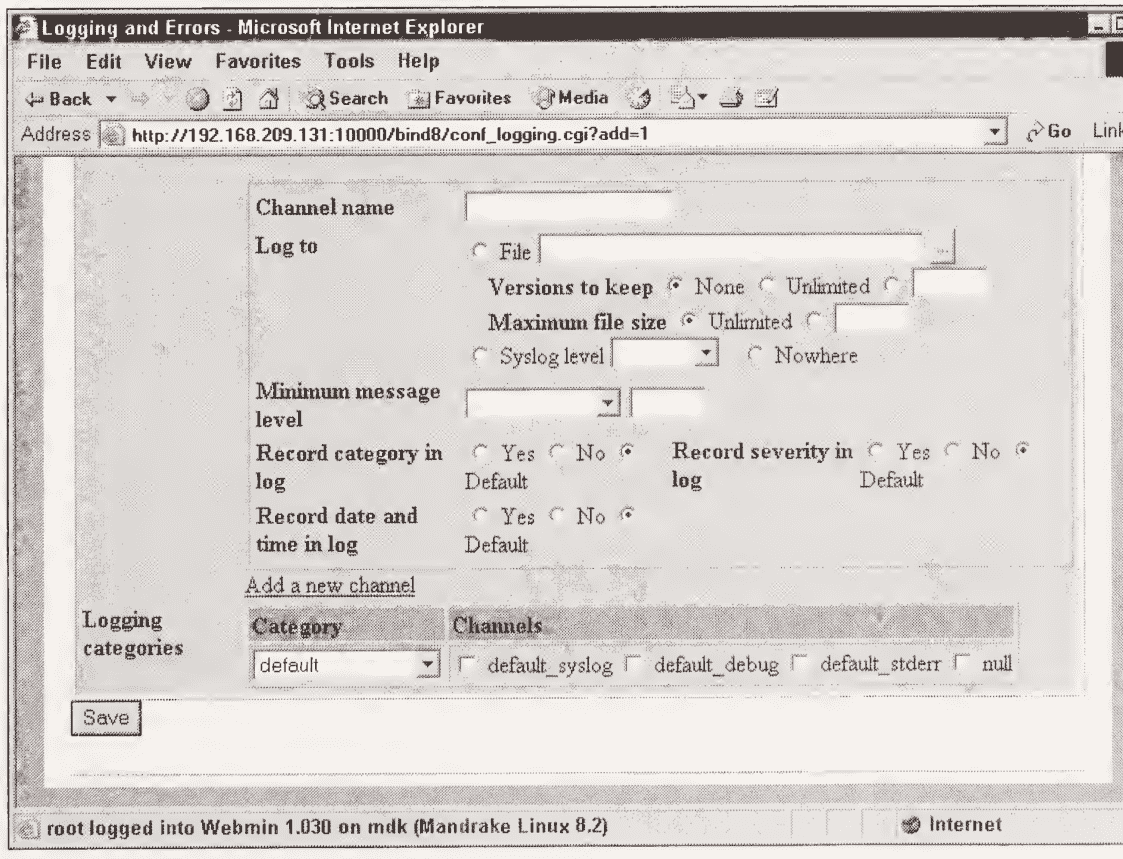 Logging and Errors - Microsoft Internet Explorer
File Edit View Favorites Tools Help
Back Search Favorites Media
Address http://192.168.209.131:10000/bind8/conf_logging.cgi?add=1 Go Link
Channel name
Log to File ...
Versions to keep None Unlimited
Maximum file size Unlimited
Syslog level Nowhere
Minimum message
level
Record category in Yes No Record severity in Yes No
log Default log Default
Record date and Yes No
time in log Default
Add a new channel
Logging
categories
Category Channels
default default_syslog default_debug default_stderr null
Save
root logged into Webmin 1.030 on mdk (Mandrake Linux 8.2) Internet